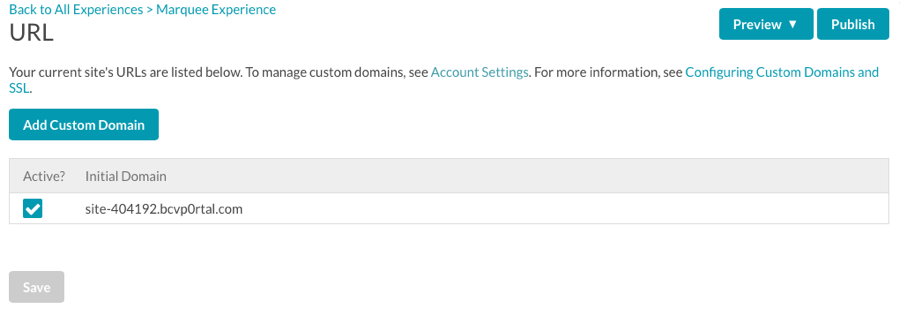 Back to All Experiences > Marquee Experience
URL
Preview ▼
Publish
Your current site's URLs are listed below. To manage custom domains, see Account Settings. For more information, see Configuring Custom Domains and
SSL.
Add Custom Domain
Active? Initial Domain
site-404192.bcvp0rtal.com
Save